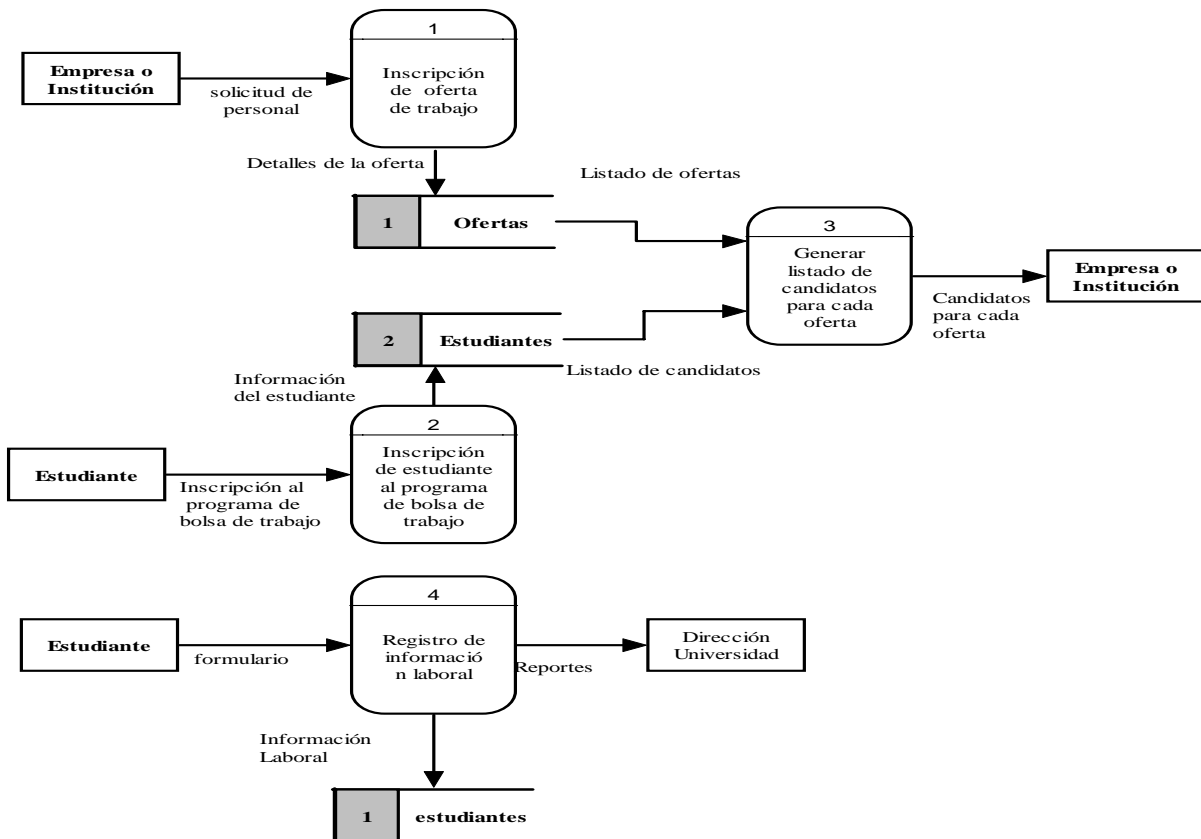 1
Empresa o
Institución
Inscripción
de oferta
de trabajo
solicitud de
personal
Detalles de la oferta
Listado de ofertas
1
Ofertas
3
Generar
listado de
candidatos
para cada
oferta
Empresa o
Institución
Candidatos
para cada
oferta
2
Estudiantes
Listado de candidatos
Información
del estudiante
2
Inscripción
de estudiante
al programa
de bolsa de
trabajo
Estudiante
Inscripción al
programa de
bolsa de trabajo
4
Estudiante
formulario
Registro de
informació
n laboral
Reportes
Dirección
Universidad
Información
Laboral
1
estudiantes